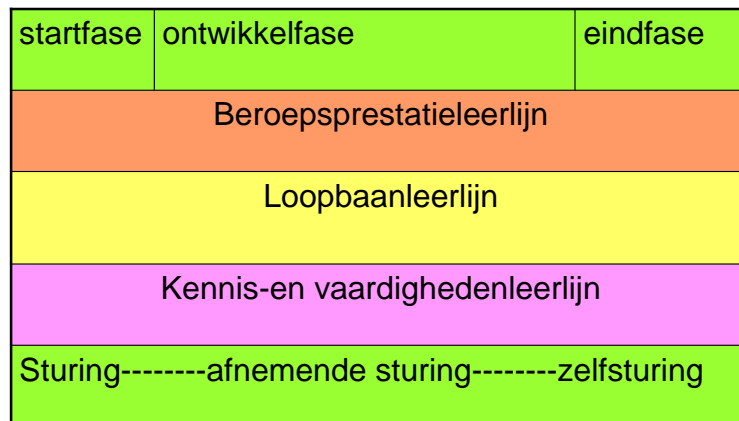 startfase ontwikkelfase eindfase
Beroepsprestatieleerlijn
Loopbaanleerlijn
Kennis-en vaardighedenleerlijn
Sturing--------afnemende sturing--------zelfsturing